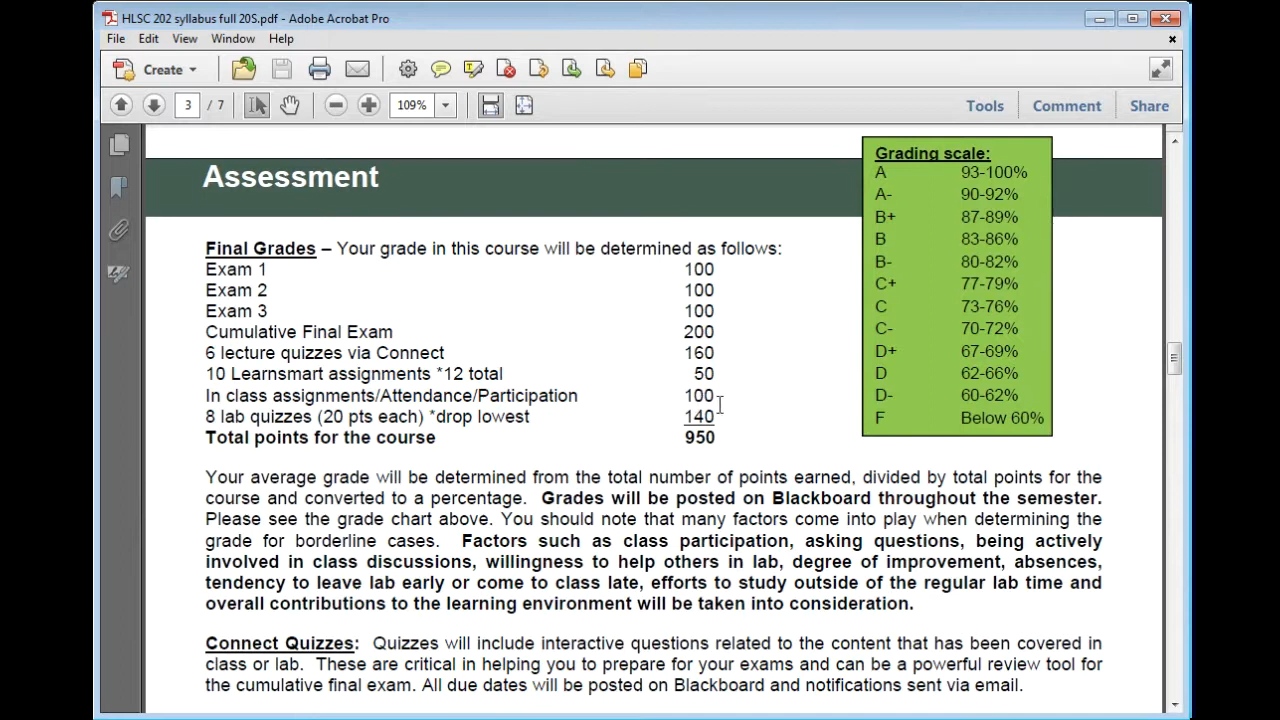 HLSC 202 syllabus full 20S.pdf - Adobe Acrobat Pro
File Edit View Window Help
Create
3 / 7 109% Tools Comment Share
Assessment
Grading scale:
A 93-100%
A- 90-92%
B+ 87-89%
B 83-86%
B- 80-82%
C+ 77-79%
C 73-76%
C- 70-72%
D+ 67-69%
D 62-66%
D- 60-62%
F Below 60%
Final Grades – Your grade in this course will be determined as follows:
Exam 1 100
Exam 2 100
Exam 3 100
Cumulative Final Exam 200
6 lecture quizzes via Connect 160
10 Learnsmart assignments *12 total 50
In class assignments/Attendance/Participation 100
8 lab quizzes (20 pts each) *drop lowest 140
Total points for the course 950
Your average grade will be determined from the total number of points earned, divided by total points for the
course and converted to a percentage. Grades will be posted on Blackboard throughout the semester.
Please see the grade chart above. You should note that many factors come into play when determining the
grade for borderline cases. Factors such as class participation, asking questions, being actively
involved in class discussions, willingness to help others in lab, degree of improvement, absences,
tendency to leave lab early or come to class late, efforts to study outside of the regular lab time and
overall contributions to the learning environment will be taken into consideration.
Connect Quizzes: Quizzes will include interactive questions related to the content that has been covered in
class or lab. These are critical in helping you to prepare for your exams and can be a powerful review tool for
the cumulative final exam. All due dates will be posted on Blackboard and notifications sent via email.